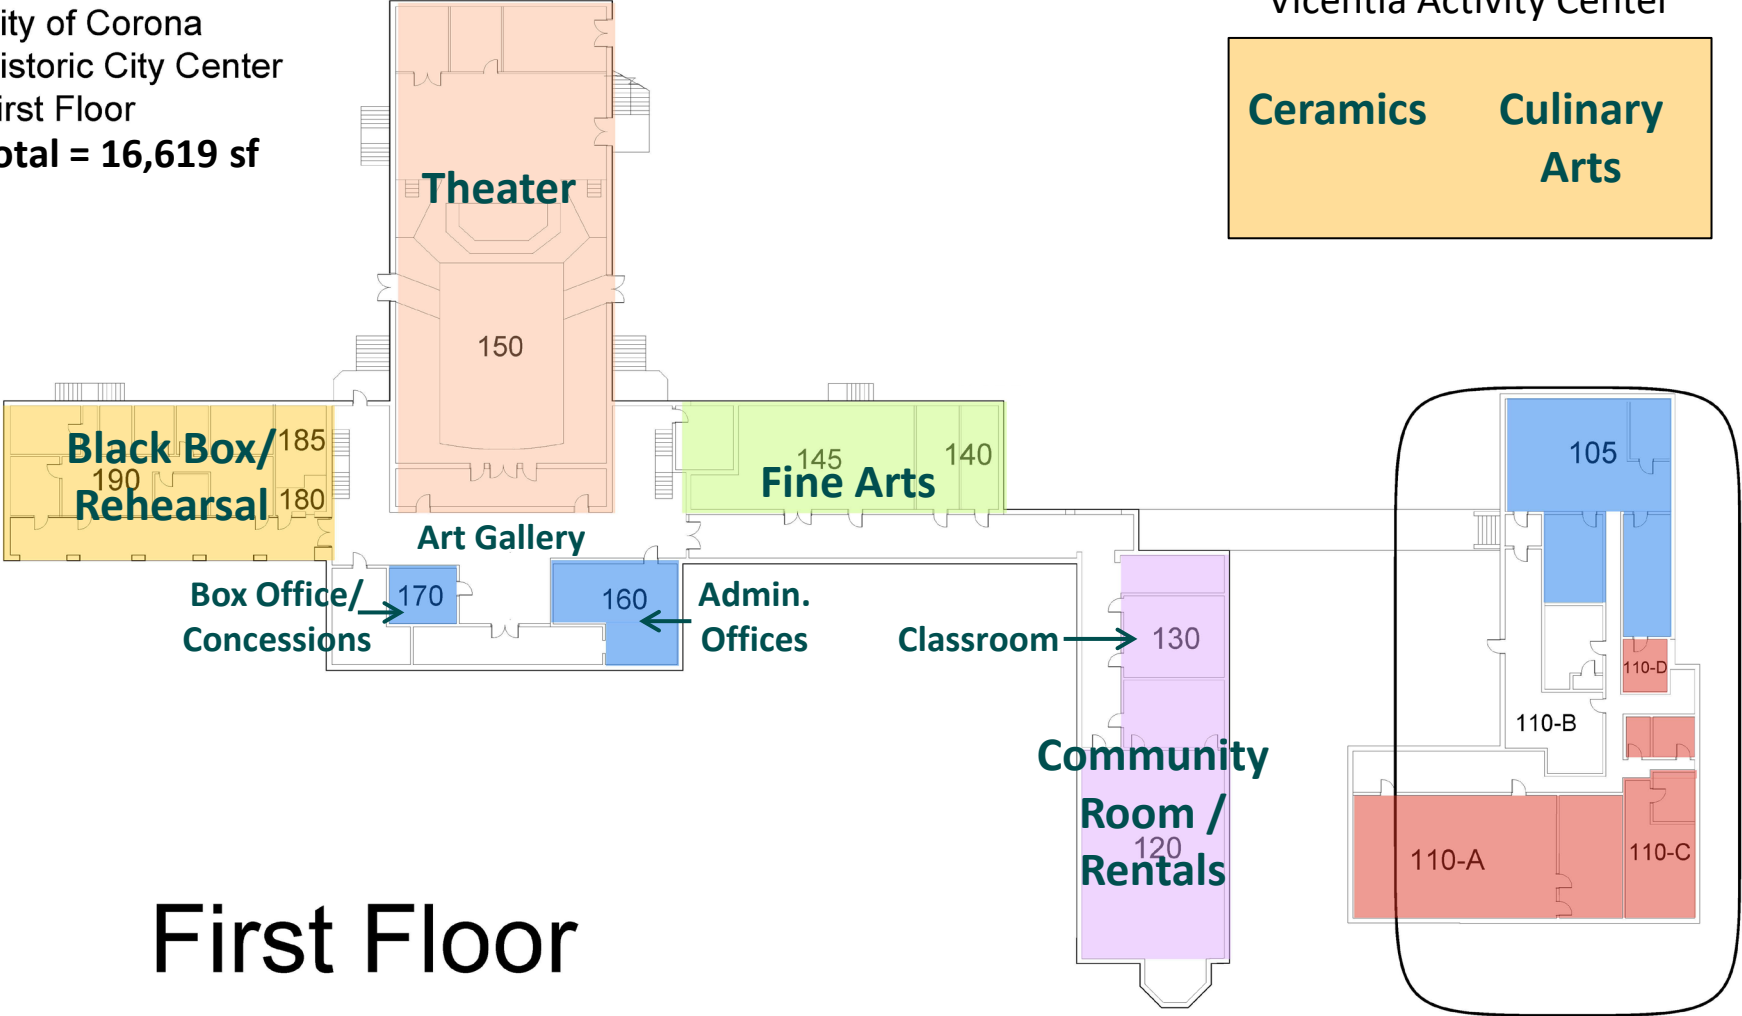 ity of Corona
istoric City Center
irst Floor
otal = 16,619 sf
Vicentia Activity Center
Ceramics
Culinary
Arts
Theater
150
Black Box/
Rehearsal
185
190
180
145
140
Fine Arts
Art Gallery
Box Office/
Concessions
170
160
Admin.
Offices
Classroom
130
Community
Room /
Rentals
120
105
110-D
110-B
110-A
110-C
First Floor